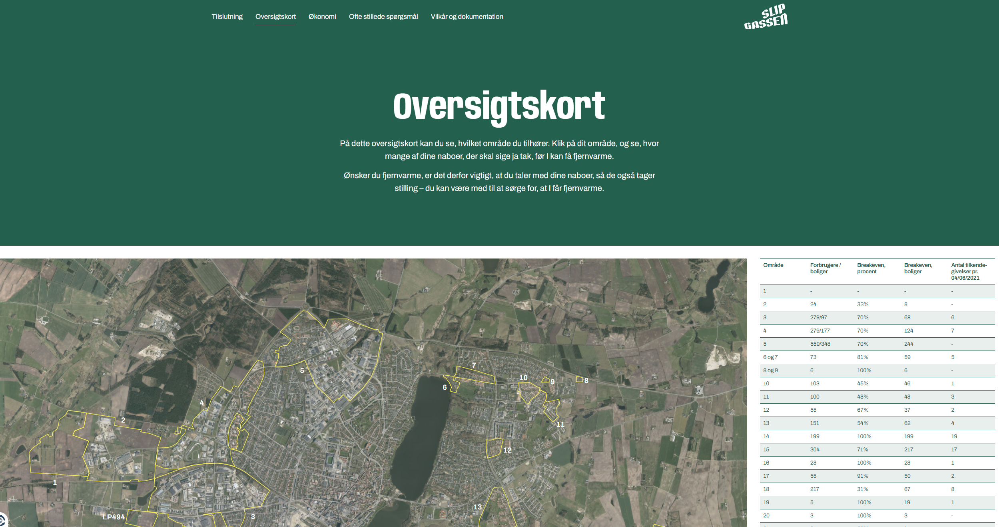 Tilslutning Oversigtskort Økonomi Ofte stillede spørgsmål Vilkår og dokumentation
SLIP
GASSEN
Oversigtskort
På dette oversigtskort kan du se, hvilket område du tilhører. Klik på dit område, og se, hvor
mange af dine naboer, der skal sige ja tak, før I kan få fjernvarme.
Ønsker du fjernvarme, er det derfor vigtigt, at du taler med dine naboer, så de også tager
stilling – du kan være med til at sørge for, at I får fjernvarme.
5
7
6
10
9
8
4
2
11
12
1
13
LP494
3
Område Forbrugere / boliger Breakeven, procent Breakeven, boliger Antal tilkende-givelser pr. 04/06/2021
1 - - - -
2 24 33% 8 -
3 279/97 70% 68 6
4 279/177 70% 124 7
5 559/348 70% 244 -
6 og 7 73 81% 59 5
8 og 9 6 100% 6 -
10 103 45% 46 1
11 100 48% 48 3
12 55 67% 37 2
13 151 54% 62 4
14 199 100% 199 19
15 304 71% 217 17
16 28 100% 28 1
17 55 91% 50 2
18 217 31% 67 8
19 5 100% 19 1
20 3 100% 3 -